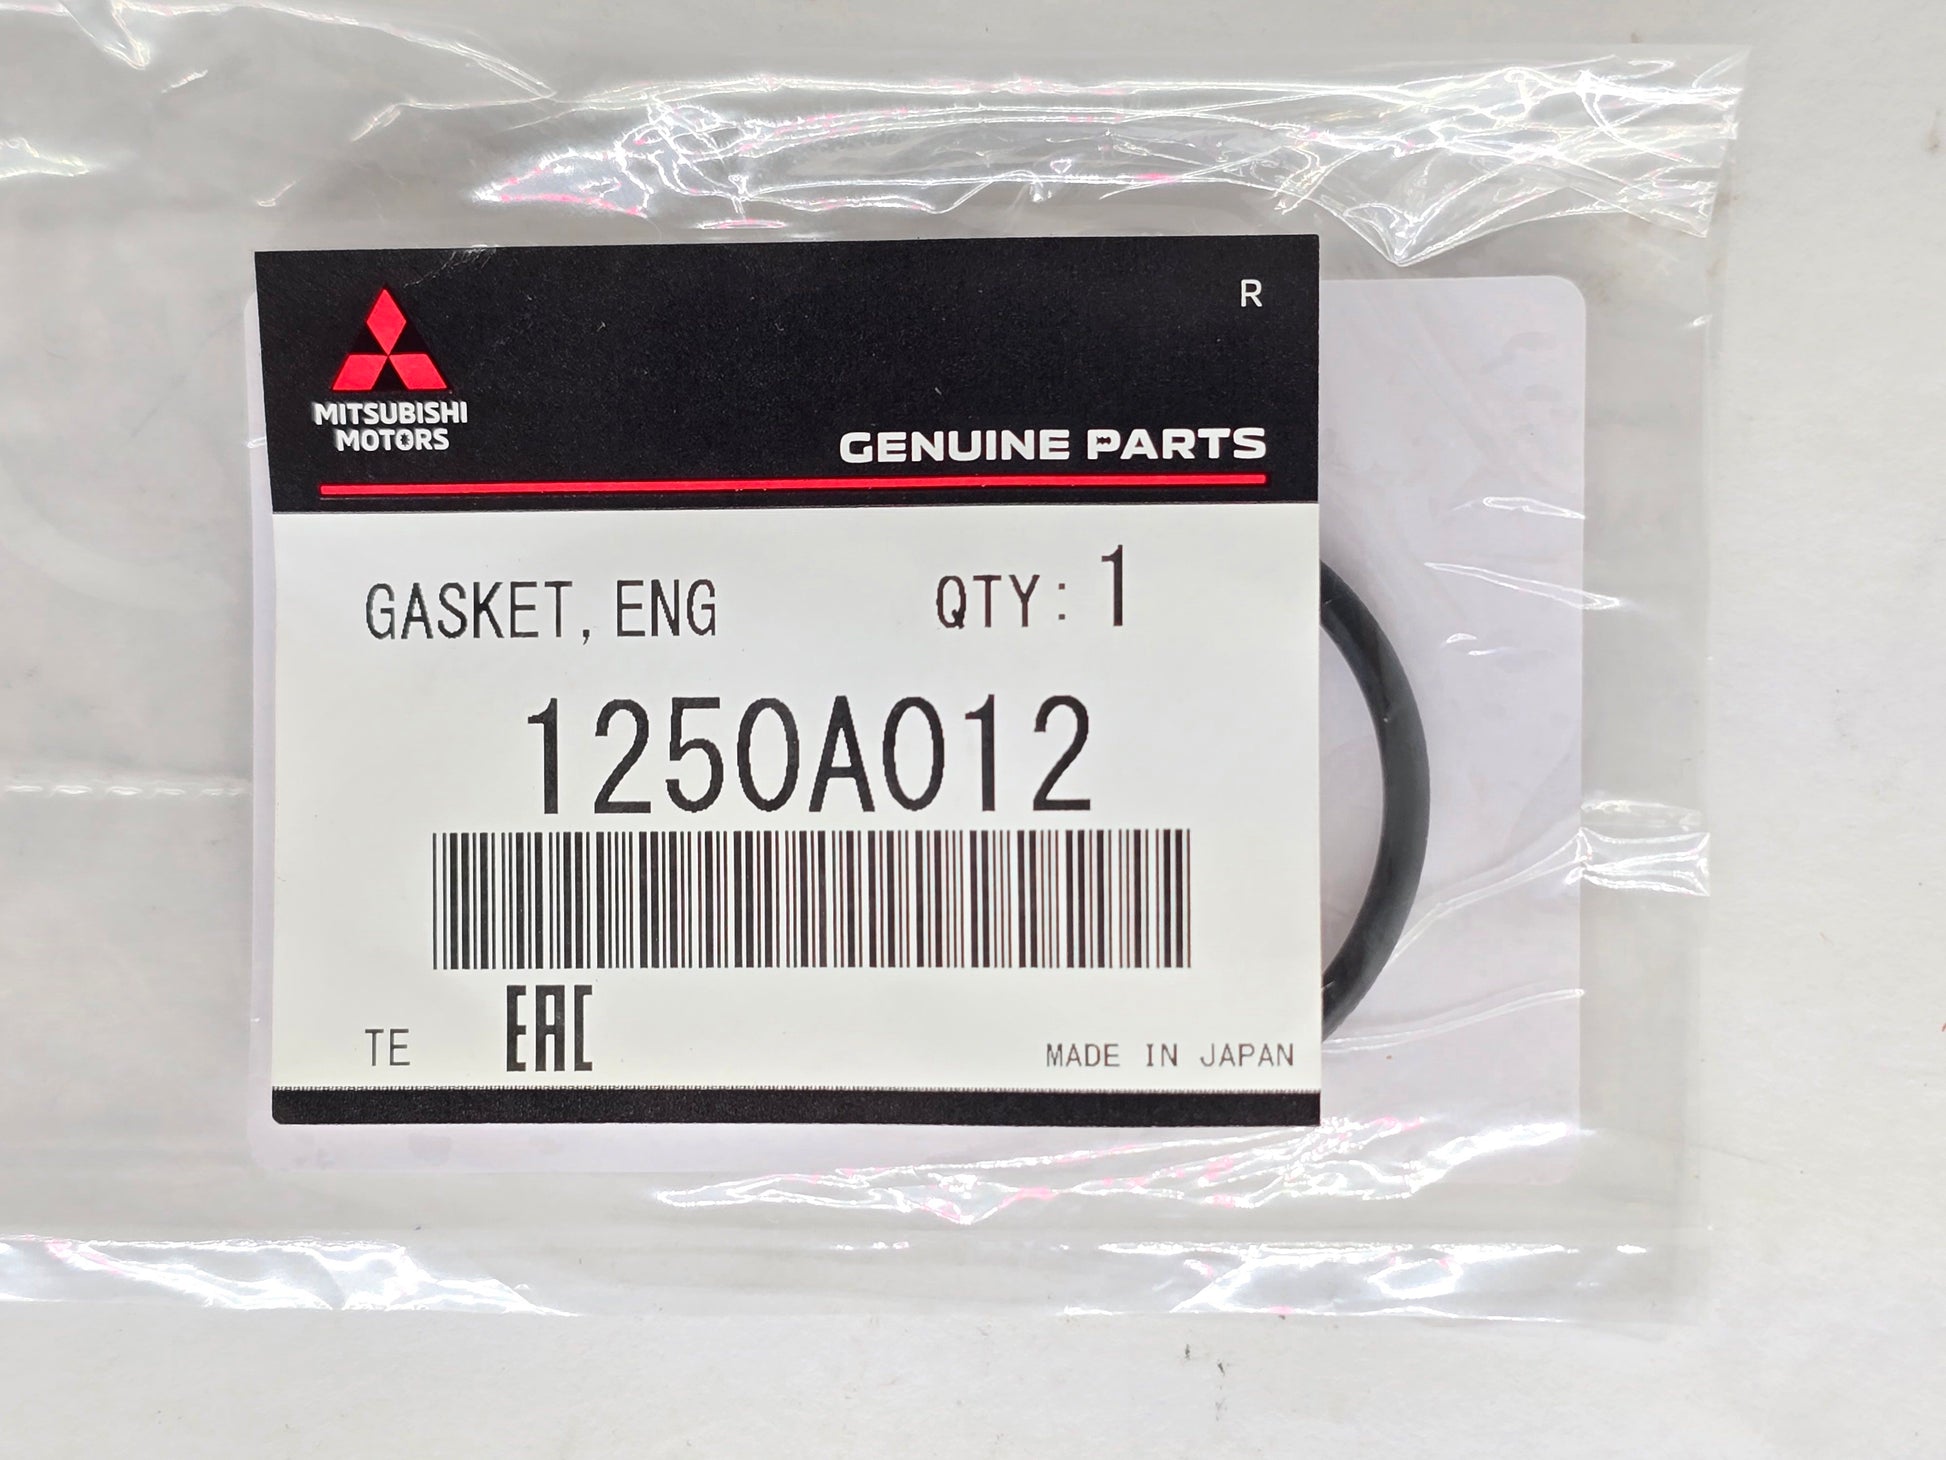 R
MITSUBISHI
MOTORS
GENUINE PARTS
GASKET, ENG QTY: 1
1250A012
TE EAC MADE IN JAPAN